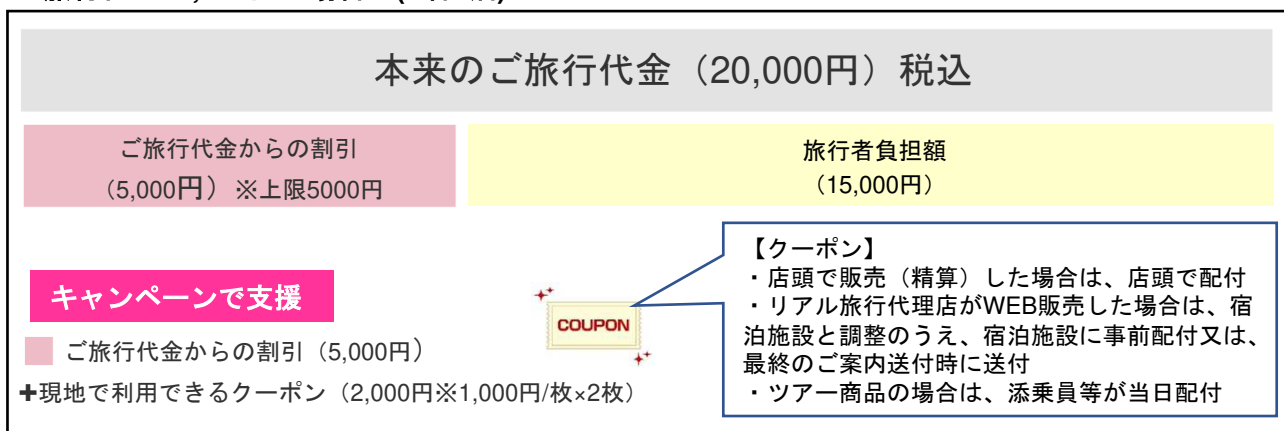 本来のご旅行代金（20,000円）税込
ご旅行代金からの割引
（5,000円）※上限5000円
旅行者負担額
（15,000円）
キャンペーンで支援
ご旅行代金からの割引（5,000円）
+現地で利用できるクーポン（2,000円※1,000円/枚×2枚）
COUPON
【クーポン】
・店頭で販売（精算）した場合は、店頭で配付
・リアル旅行代理店がWEB販売した場合は、宿
泊施設と調整のうえ、宿泊施設に事前配付又は、
最終のご案内送付時に送付
・ツアー商品の場合は、添乗員等が当日配付